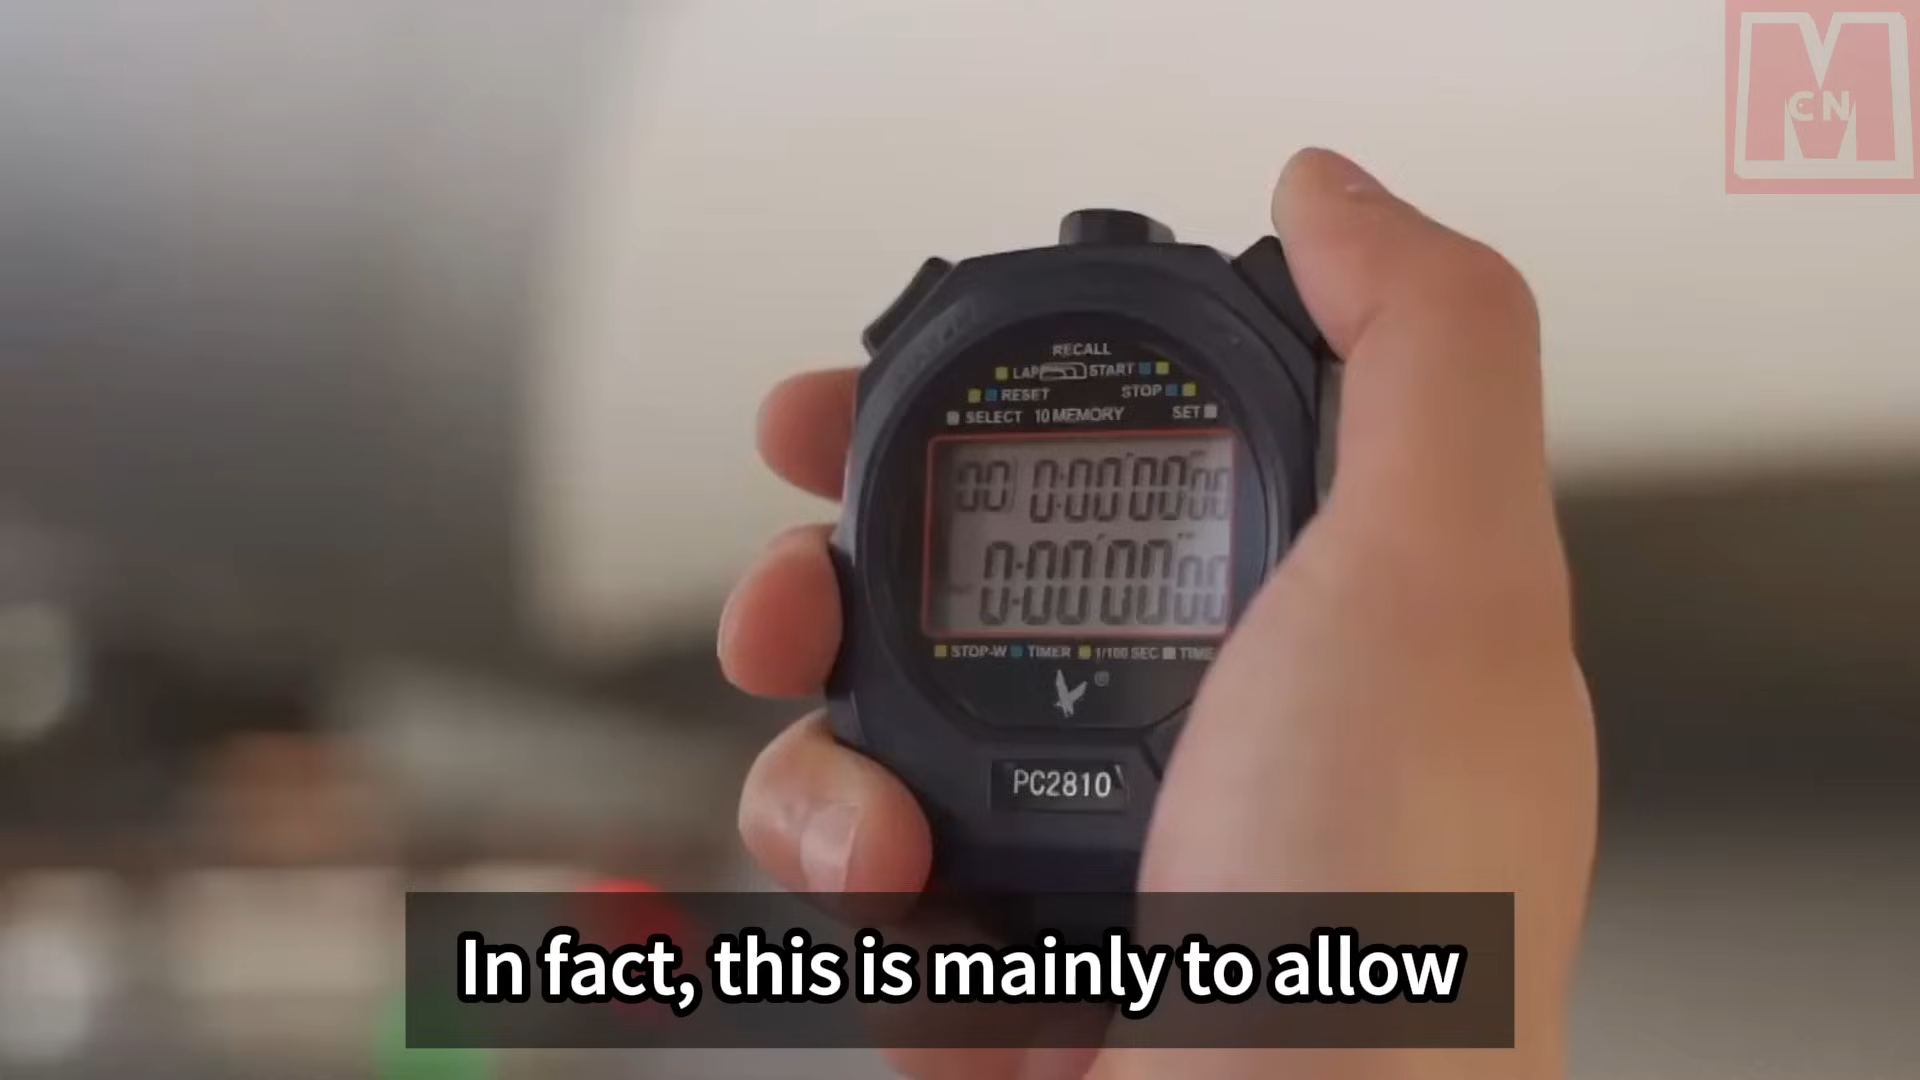 CN
RECALL
LAP START
RESET STOP
SELECT 10 MEMORY SET
00 0:00'00"00
0:00'00"00
STOP-W TIMER 1/100 SEC TIME
®
PC2810
In fact, this is mainly to allow